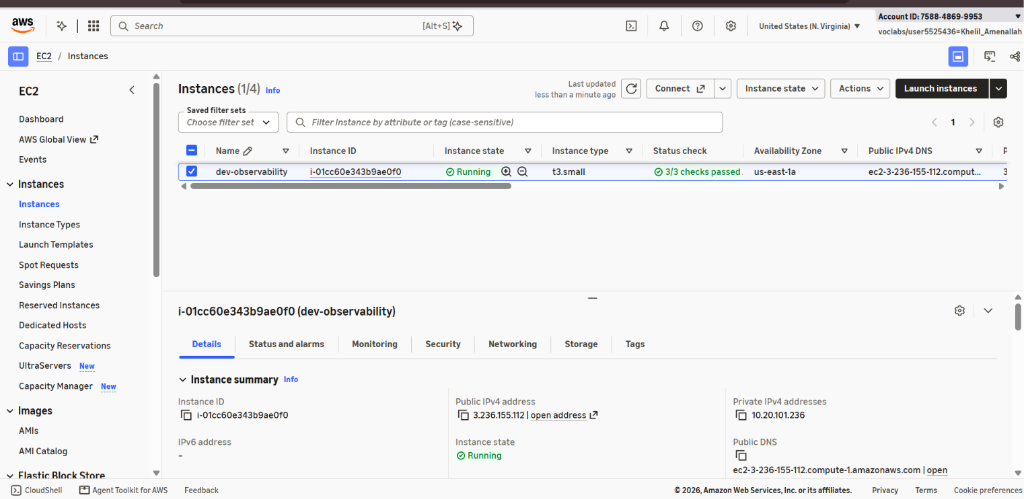 aws
Search
[Alt+S]
United States (N. Virginia)
Account ID: 7588-4869-9953
voclabs/user5525436=Khelil_Amenallah
EC2 / Instances
EC2
Dashboard
AWS Global View
Events
Instances
Instances
Instance Types
Launch Templates
Spot Requests
Savings Plans
Reserved Instances
Dedicated Hosts
Capacity Reservations
UltraServers New
Capacity Manager New
Images
AMIs
AMI Catalog
Elastic Block Store
Instances (1/4) Info
Last updated
less than a minute ago
Connect
Instance state
Actions
Launch instances
Saved filter sets
Choose filter set
Filter Instance by attribute or tag (case-sensitive)
1
Name Instance ID Instance state Instance type Status check Availability Zone Public IPv4 DNS P
dev-observability i-01cc60e343b9ae0f0 Running t3.small 3/3 checks passed us-east-1a ec2-3-236-155-112.comput... 3
i-01cc60e343b9ae0f0 (dev-observability)
Details Status and alarms Monitoring Security Networking Storage Tags
Instance summary Info
Instance ID
i-01cc60e343b9ae0f0
Public IPv4 address
3.236.155.112 | open address
Private IPv4 addresses
10.20.101.236
IPv6 address
–
Instance state
Running
Public DNS
ec2-3-236-155-112.compute-1.amazonaws.com | open
CloudShell Agent Toolkit for AWS Feedback
© 2026, Amazon Web Services, Inc. or its affiliates. Privacy Terms Cookie preferences